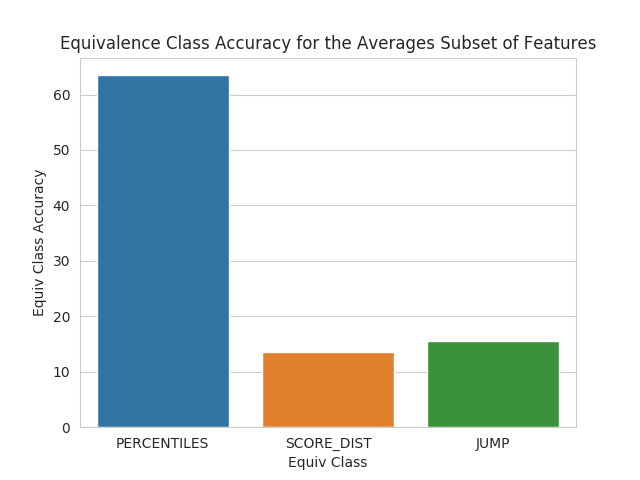 Equivalence Class Accuracy for the Averages Subset of Features
60
50
40
30
20
10
0
Equiv Class Accuracy
PERCENTILES
SCORE_DIST
JUMP
Equiv Class